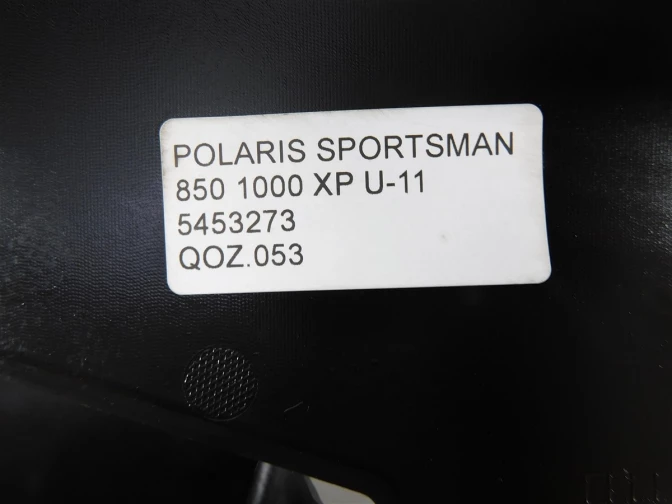 POLARIS SPORTSMAN
850 1000 XP U-11
5453273
QOZ.053